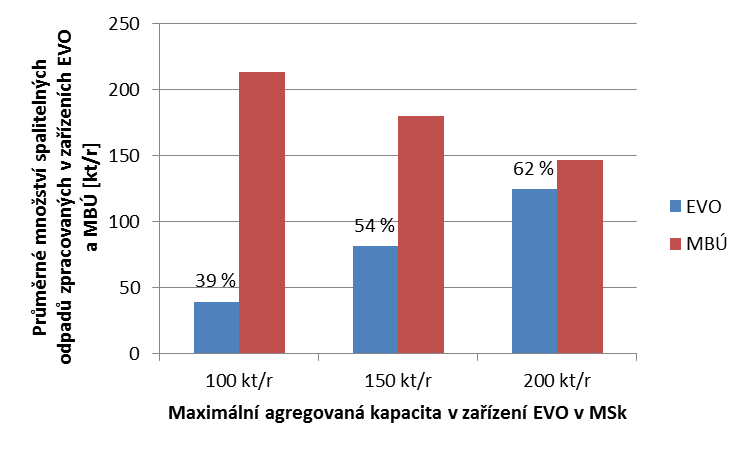 Průměrné množství spalitelných
odpadů zpracovaných v zařízeních EVO
a MBÚ [kt/r]
250
200
150
100
50
0
39 %
54 %
62 %
100 kt/r
150 kt/r
200 kt/r
Maximální agregovaná kapacita v zařízení EVO v MSk
EVO
MBÚ